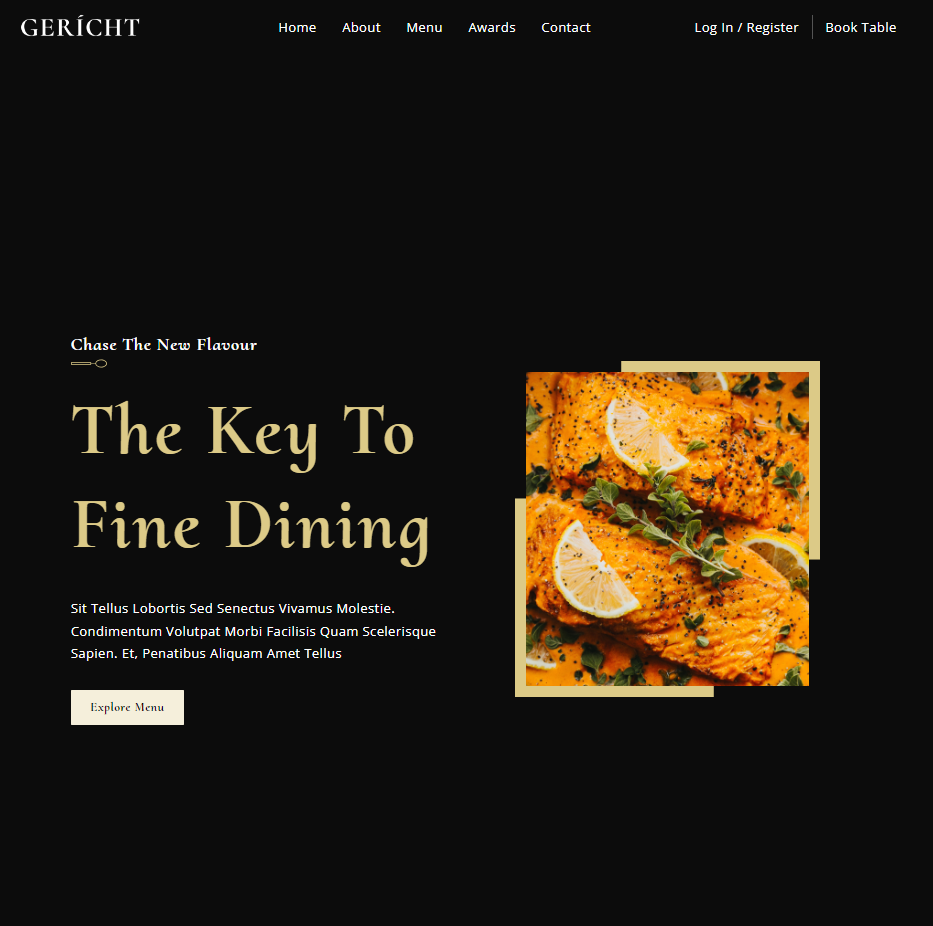 GERÍCHT
Home About Menu Awards Contact
Log In / Register Book Table
Chase The New Flavour
The Key To
Fine Dining
Sit Tellus Lobortis Sed Senectus Vivamus Molestie.
Condimentum Volutpat Morbi Facilisis Quam Scelerisque
Sapien. Et, Penatibus Aliquam Amet Tellus
Explore Menu